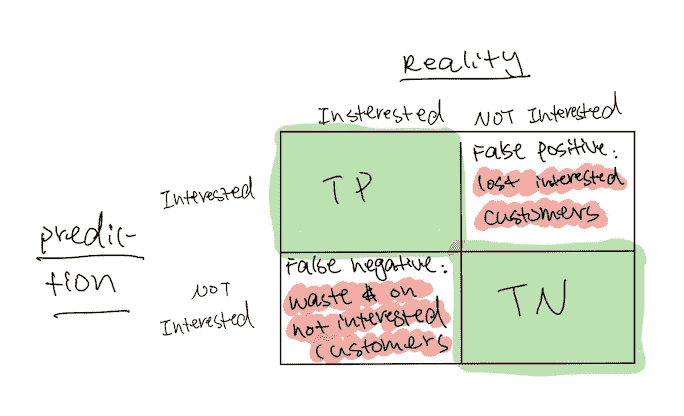 Reality
Insterested NOT Interested
Interested
TP
False positive:
lost interested
customers
predic-
tion
NOT
Interested
False negative:
waste $ on
not interested
customers
TN